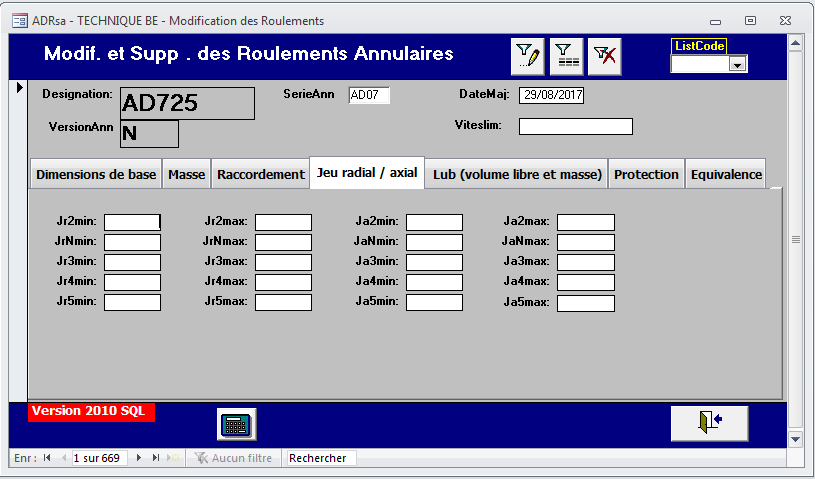 ADRsa - TECHNIQUE BE - Modification des Roulements
Modif. et Supp . des Roulements Annulaires
ListCode
Designation: AD725 SerieAnn AD07 DateMaj: 29/08/2017
VersionAnn N Viteslim:
Dimensions de base Masse Raccordement Jeu radial / axial Lub (volume libre et masse) Protection Equivalence
Jr2min: Jr2max: Ja2min: Ja2max:
JrNmin: JrNmax: JaNmin: JaNmax:
Jr3min: Jr3max: Ja3min: Ja3max:
Jr4min: Jr4max: Ja4min: Ja4max:
Jr5min: Jr5max: Ja5min: Ja5max:
Version 2010 SQL
Enr : 1 sur 669 Aucun filtre Rechercher